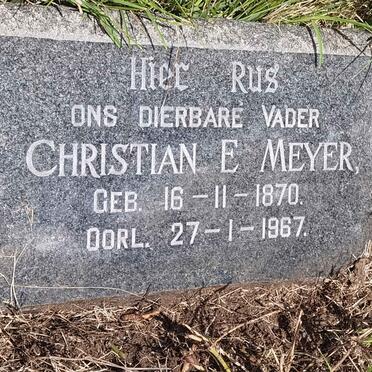 Hier Rus
ONS DIERBARE VADER
CHRISTIAN E MEYER,
GEB. 16-11-1870.
OORL. 27-1-1967.